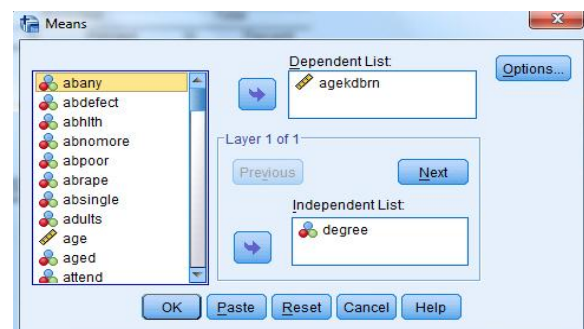 Means
Dependent List:
agekdbrn
Options...
abany
abdefect
abhlth
abnomore
abpoor
abrape
absingle
adults
age
aged
attend
Layer 1 of 1
Previous
Next
Independent List:
degree
OK
Paste
Reset
Cancel
Help